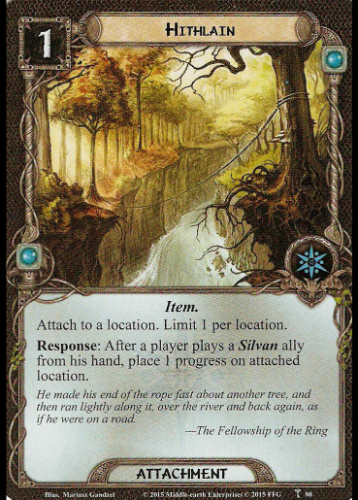 1
HITHLAIN
Item.
Attach to a location. Limit 1 per location.
Response: After a player plays a Silvan ally
from his hand, place 1 progress on attached
location.
He made his end of the rope fast about another tree, and
then ran lightly along it, over the river and back again, as
if he were on a road.
—The Fellowship of the Ring
ATTACHMENT
Illus. Mariusz Gandzel © 2015 Middle-earth Enterprises © 2015 FFG 88